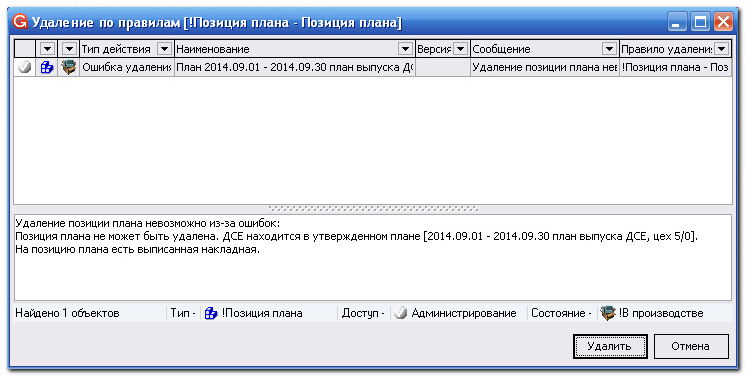 Удаление по правилам [!Позиция плана - Позиция плана]
Тип действия Наименование Версия Сообщение Правило удаления
Ошибка удаления План 2014.09.01 - 2014.09.30 план выпуска ДС Удаление позиции плана нев !Позиция плана - Поз
Удаление позиции плана невозможно из-за ошибок:
Позиция плана не может быть удалена. ДСЕ находится в утвержденном плане [2014.09.01 - 2014.09.30 план выпуска ДСЕ, цех 5/0].
На позицию плана есть выписанная накладная.
Найдено 1 объектов Тип - !Позиция плана Доступ - Администрирование Состояние - !В производстве
Удалить Отмена